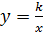 y = k/x